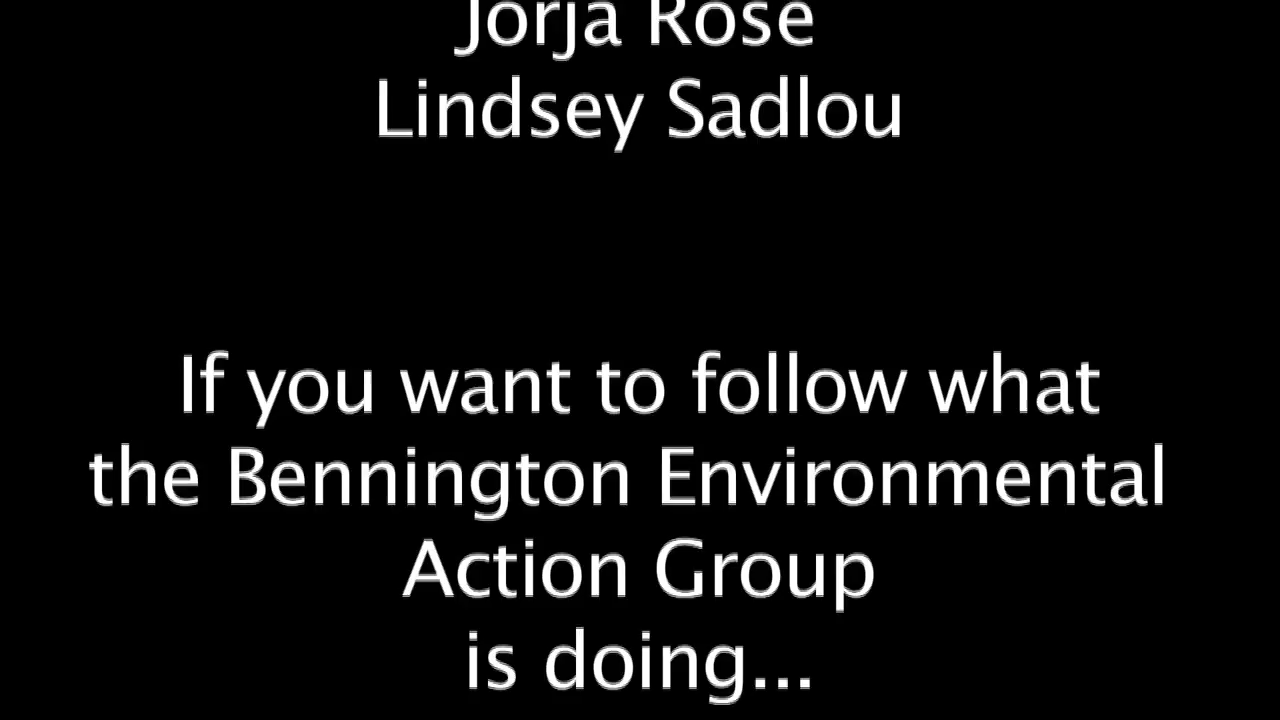 Jorja Rose
Lindsey Sadlou
If you want to follow what
the Bennington Environmental
Action Group
is doing...